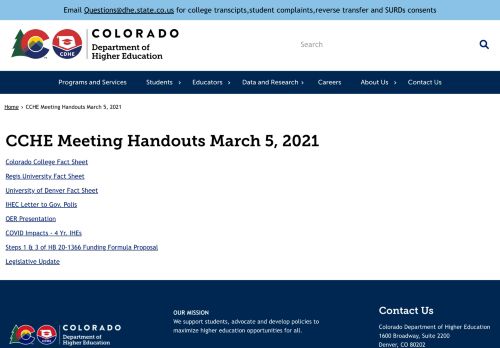 Email Questions@dhe.state.co.us for college transcipts,student complaints,reverse transfer and SURDs consents
COLORADO
Department of
Higher Education
CDHE
Search
Programs and Services Students Educators Data and Research Careers About Us Contact Us
Home > CCHE Meeting Handouts March 5, 2021
CCHE Meeting Handouts March 5, 2021
Colorado College Fact Sheet
Regis University Fact Sheet
University of Denver Fact Sheet
IHEC Letter to Gov. Polis
OER Presentation
COVID Impacts - 4 Yr. IHEs
Steps 1 & 3 of HB 20-1366 Funding Formula Proposal
Legislative Update
COLORADO
Department of
Higher Education
CDHE
OUR MISSION
We support students, advocate and develop policies to
maximize higher education opportunities for all.
Contact Us
Colorado Department of Higher Education
1600 Broadway, Suite 2200
Denver, CO 80202